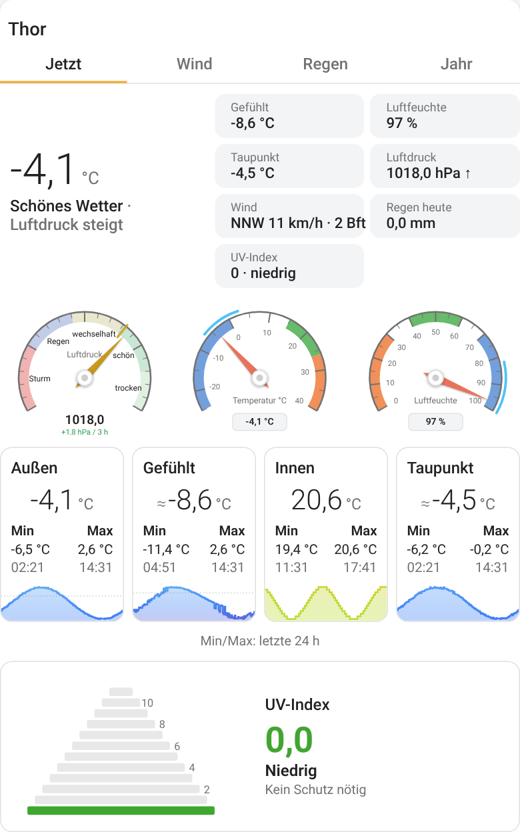 Thor
Jetzt Wind Regen Jahr
-4,1 °C
Schönes Wetter ·
Luftdruck steigt
Gefühlt
-8,6 °C
Luftfeuchte
97 %
Taupunkt
-4,5 °C
Luftdruck
1018,0 hPa ↑
Wind
NNW 11 km/h · 2 Bft
Regen heute
0,0 mm
UV-Index
0 · niedrig
Sturm
Regen
wechselhaft
schön
trocken
Luftdruck
1018,0
+1.8 hPa / 3 h
-20
-10
0
10
20
30
40
Temperatur °C
-4,1 °C
0
10
20
30
40
50
60
70
80
90
100
Luftfeuchte
97 %
Außen
-4,1 °C
Min Max
-6,5 °C 2,6 °C
02:21 14:31
Gefühlt
≈-8,6 °C
Min Max
-11,4 °C 2,6 °C
04:51 14:31
Innen
20,6 °C
Min Max
19,4 °C 20,6 °C
11:31 17:41
Taupunkt
≈-4,5 °C
Min Max
-6,2 °C -0,2 °C
02:21 14:31
Min/Max: letzte 24 h
10
8
6
4
2
UV-Index
0,0
Niedrig
Kein Schutz nötig